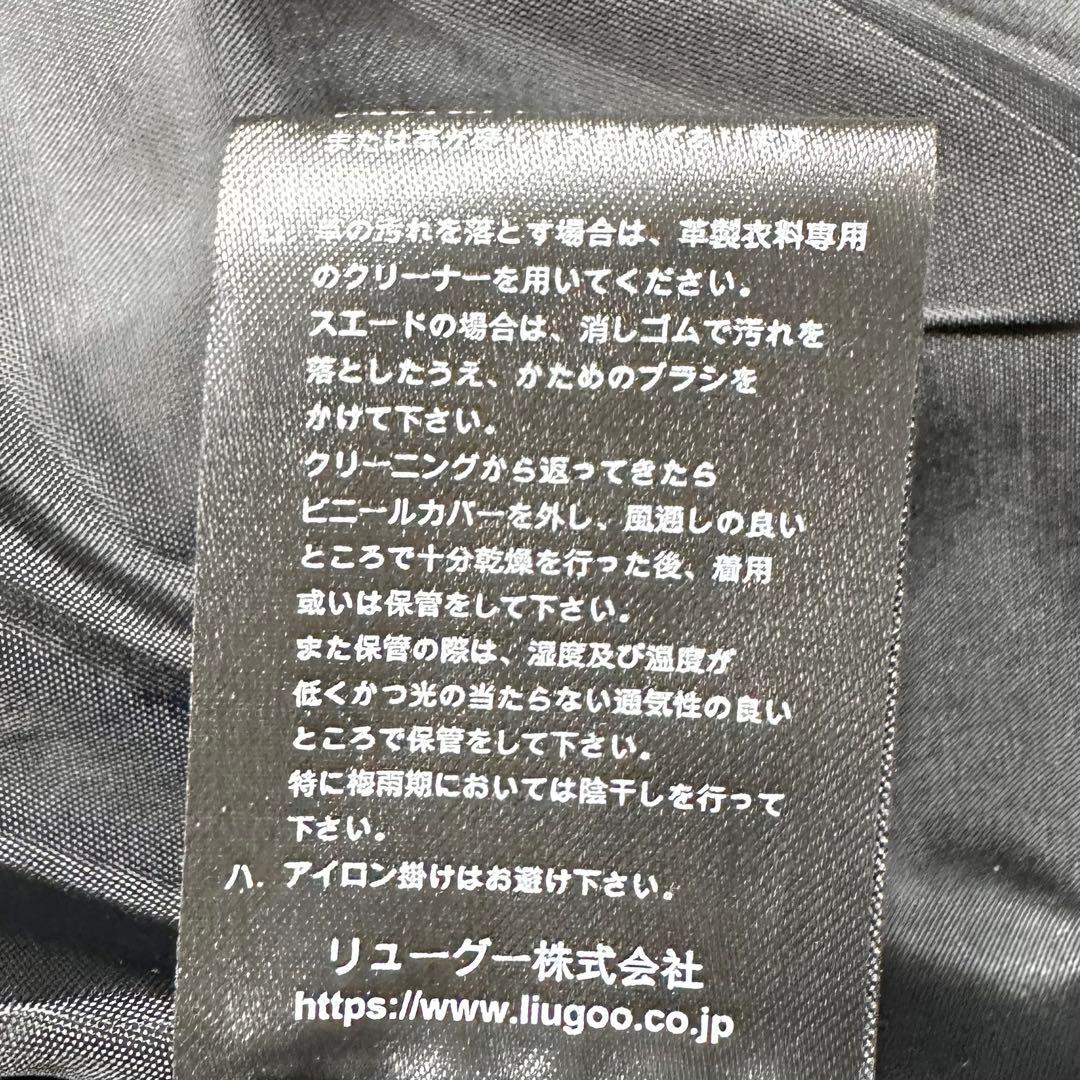 または革が
革の汚れを落とす場合は、革製衣料専用
のクリーナーを用いてください。
スエードの場合は、消しゴムで汚れを
落としたうえ、かためのブラシを
かけて下さい。
クリーニングから返ってきたら
ビニールカバーを外し、風通しの良い
ところで十分乾燥を行った後、着用
或いは保管をして下さい。
また保管の際は、湿度及び温度が
低くかつ光の当たらない通気性の良い
ところで保管をして下さい。
特に梅雨期においては陰干しを行って
下さい。
ハ. アイロン掛けはお避け下さい。
リューグー株式会社
https://www.liugoo.co.jp